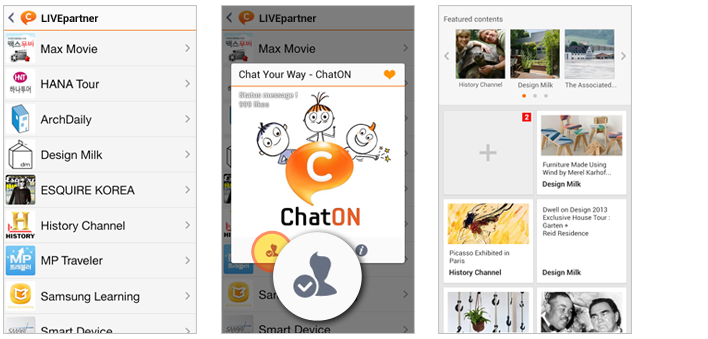 LIVEpartner
맥스무비
Max Movie
HNT
하나투어
HANA Tour
ArchDaily
dm
Design Milk
ESQUIRE KOREA
H
HISTORY
History Channel
MP
트래블러
MP Traveler
Samsung Learning
SMART
Smart Device
LIVEpartner
Max Movie
Chat Your Way - ChatON
Status message !
999 likes
C
ChatON
Sa
Smart Device
Featured contents
History Channel
Design Milk
The Associated...
2
Furniture Made Using
Wind by Merel Karhof...
Design Milk
Picasso Exhibited in
Paris
History Channel
Dwell on Design 2013
Exclusive House Tour :
Garten +
Reid Residence
Design Milk